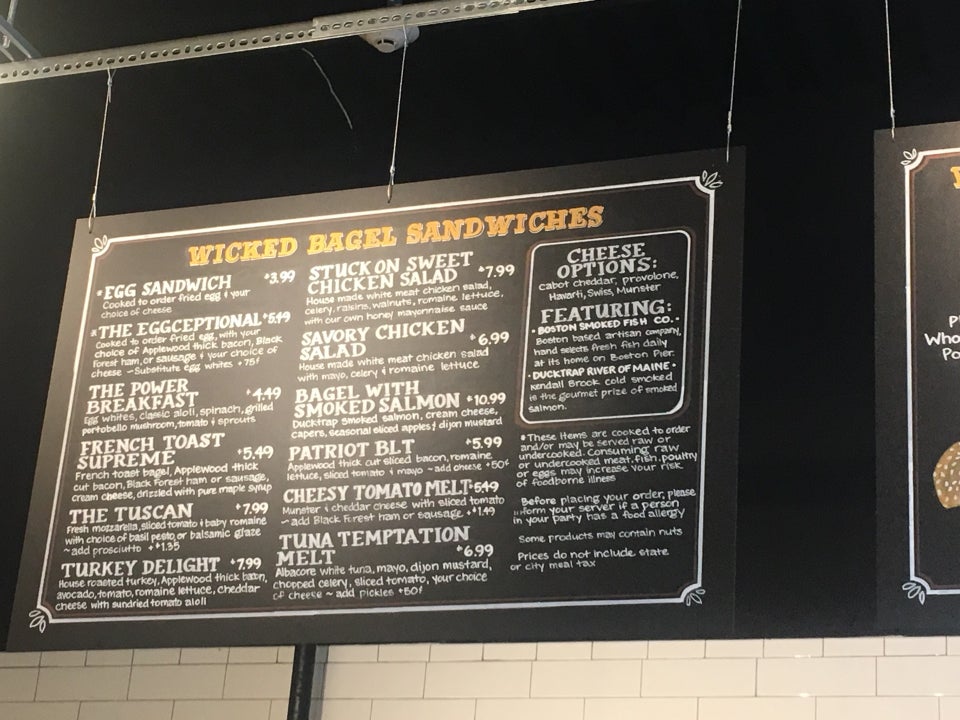 WICKED BAGEL SANDWICHES
*EGG SANDWICH $3.99
Cooked to order fried egg & your
choice of cheese
*THE EGGCEPTIONAL $5.49
Cooked to order fried egg, with your
choice of Applewood thick bacon, Black
Forest ham, or sausage & your choice of
cheese ~Substitute egg whites +75¢
THE POWER
BREAKFAST $4.49
Egg whites, classic aioli, spinach, grilled
portobello mushroom, tomato & sprouts
FRENCH TOAST
SUPREME $5.49
French toast bagel, Applewood thick
cut bacon, Black Forest ham or sausage,
cream cheese, drizzled with pure maple syrup
THE TUSCAN $7.99
Fresh mozzarella, sliced tomato & baby romaine
with choice of basil pesto or balsamic glaze
~add prosciutto +$1.35
TURKEY DELIGHT $7.99
House roasted turkey, Applewood thick bacon,
avocado, tomato, romaine lettuce, cheddar
cheese with sundried tomato aioli
STUCK ON SWEET
CHICKEN SALAD $7.99
House made white meat chicken salad,
celery, raisins, walnuts, romaine lettuce,
with our own honey mayonnaise sauce
SAVORY CHICKEN
SALAD $6.99
House made white meat chicken salad
with mayo, celery & romaine lettuce
BAGEL WITH
SMOKED SALMON $10.99
Ducktrap smoked salmon, cream cheese,
capers, seasonal sliced apples & dijon mustard
PATRIOT BLT $5.99
Applewood thick cut sliced bacon, romaine
lettuce, sliced tomato & mayo ~add cheese +50¢
CHEESY TOMATO MELT $5.49
Munster & cheddar cheese with sliced tomato
~add Black Forest ham or sausage +$1.49
TUNA TEMPTATION
MELT $6.99
Albacore white tuna, mayo, dijon mustard,
chopped celery, sliced tomato, your choice
of cheese ~ add pickles +50¢
CHEESE
OPTIONS:
Cabot cheddar, provolone,
Havarti, Swiss, Munster
FEATURING:
• BOSTON SMOKED FISH CO. •
Boston based artisan company,
hand selects fresh fish daily
at its home on Boston Pier.
• DUCKTRAP RIVER OF MAINE •
Kendall Brook cold smoked
is the gourmet prize of smoked
salmon.
*These items are cooked to order
and/or may be served raw or
undercooked. Consuming raw
or undercooked meat, fish, poultry
or eggs may increase your risk
of foodborne illness
Before placing your order, please
inform your server if a person
in your party has a food allergy
Some products may contain nuts
Prices do not include state
or city meal tax